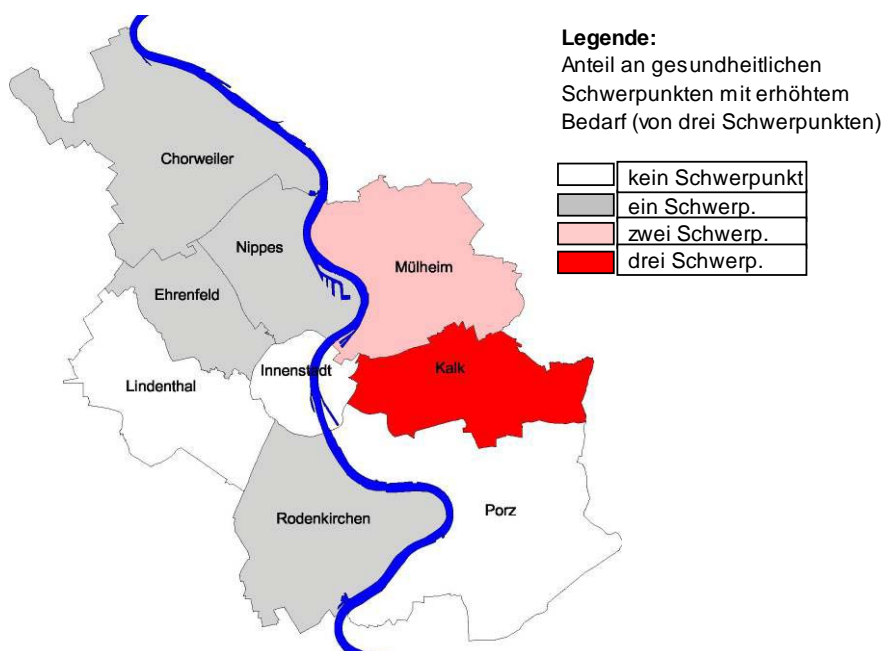 Legende:
Anteil an gesundheitlichen
Schwerpunkten mit erhöhtem
Bedarf (von drei Schwerpunkten)
kein Schwerpunkt
ein Schwerp.
zwei Schwerp.
drei Schwerp.
Chorweiler
Nippes
Mülheim
Ehrenfeld
Innenstadt
Kalk
Lindenthal
Rodenkirchen
Porz